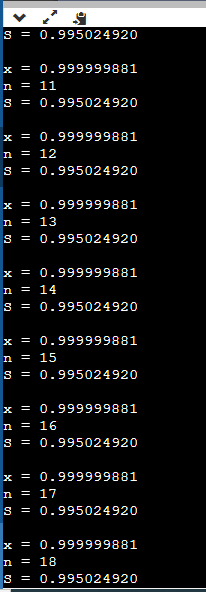 S = 0.995024920
x = 0.999999881
n = 11
S = 0.995024920
x = 0.999999881
n = 12
S = 0.995024920
x = 0.999999881
n = 13
S = 0.995024920
x = 0.999999881
n = 14
S = 0.995024920
x = 0.999999881
n = 15
S = 0.995024920
x = 0.999999881
n = 16
S = 0.995024920
x = 0.999999881
n = 17
S = 0.995024920
x = 0.999999881
n = 18
S = 0.995024920